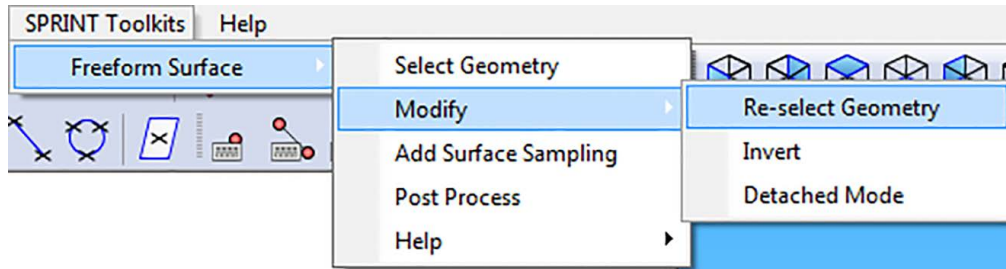 SPRINT Toolkits Help
Freeform Surface
Select Geometry
Modify
Add Surface Sampling
Post Process
Help
Re-select Geometry
Invert
Detached Mode